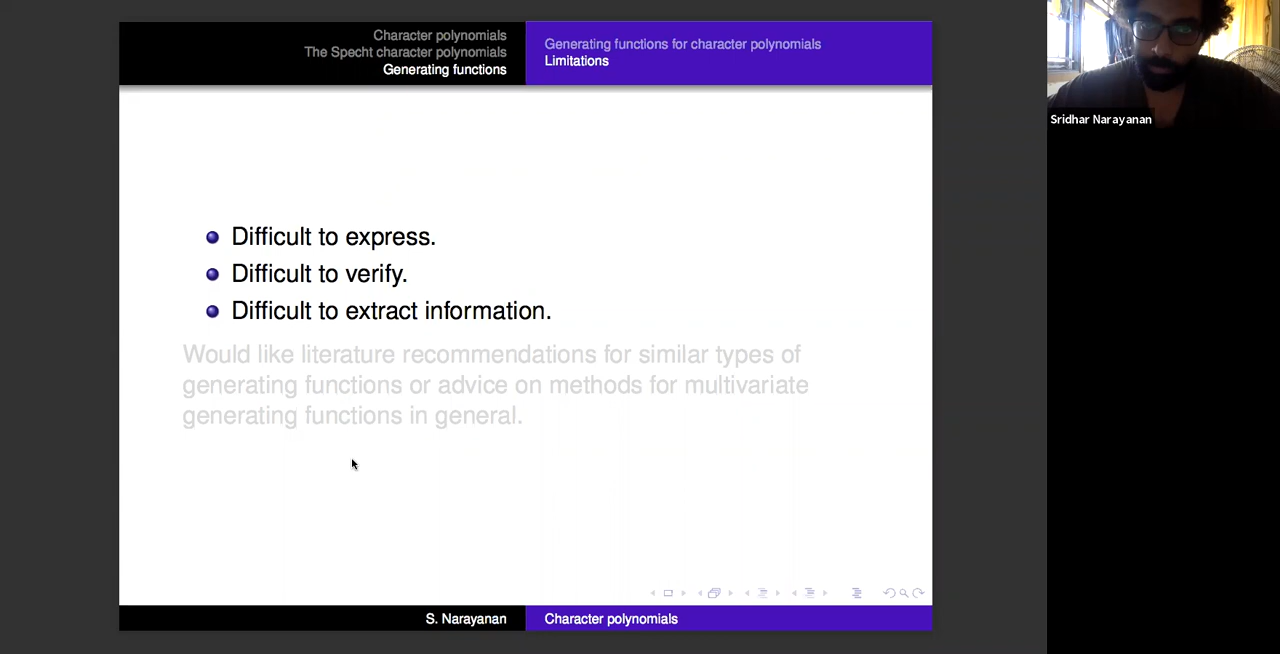 Character polynomials
The Specht character polynomials
Generating functions
Generating functions for character polynomials
Limitations
Difficult to express.
Difficult to verify.
Difficult to extract information.
Would like literature recommendations for similar types of
generating functions or advice on methods for multivariate
generating functions in general.
S. Narayanan
Character polynomials
Sridhar Narayanan